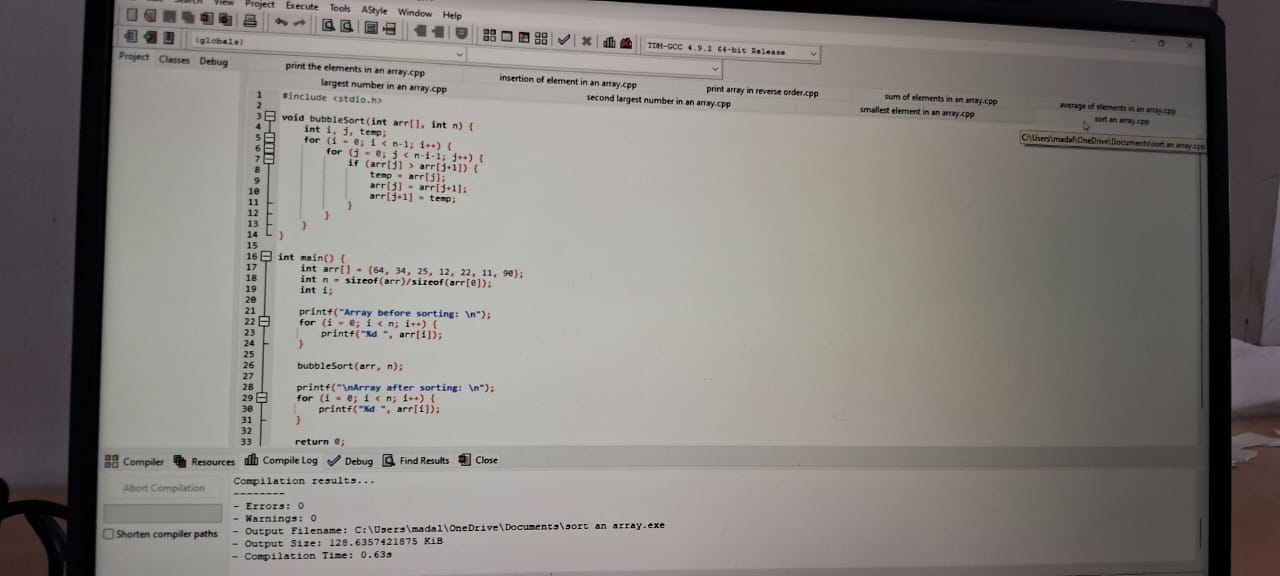 View Project Execute Tools AStyle Window Help
TDM-GCC 4.9.2 64-bit Release
(globals)
Project Classes Debug
print the elements in an array.cpp insertion of element in an array.cpp print array in reverse order.cpp sum of elements in an array.cpp average of elements in an array.cpp
largest number in an array.cpp second largest number in an array.cpp smallest element in an array.cpp sort an array.cpp
C:\Users\madal\OneDrive\Documents\sort an array.cpp
1 #include <stdio.h>
2
3 void bubbleSort(int arr[], int n) {
4 int i, j, temp;
5 for (i = 0; i < n-1; i++) {
6 for (j = 0; j < n-i-1; j++) {
7 if (arr[j] > arr[j+1]) {
8 temp = arr[j];
9 arr[j] = arr[j+1];
10 arr[j+1] = temp;
11 }
12 }
13 }
14 }
15
16 int main() {
17 int arr[] = {64, 34, 25, 12, 22, 11, 90};
18 int n = sizeof(arr)/sizeof(arr[0]);
19 int i;
20
21 printf("Array before sorting: \n");
22 for (i = 0; i < n; i++) {
23 printf("%d ", arr[i]);
24 }
25
26 bubbleSort(arr, n);
27
28 printf("\nArray after sorting: \n");
29 for (i = 0; i < n; i++) {
30 printf("%d ", arr[i]);
31 }
32
33 return 0;
Compiler Resources Compile Log Debug Find Results Close
Abort Compilation
Shorten compiler paths
Compilation results...
--------
- Errors: 0
- Warnings: 0
- Output Filename: C:\Users\madal\OneDrive\Documents\sort an array.exe
- Output Size: 128.6357421875 KiB
- Compilation Time: 0.63s